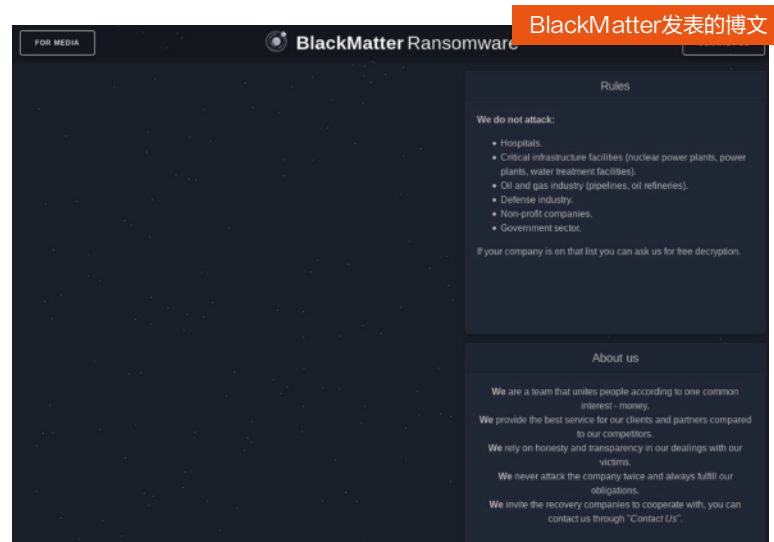 BlackMatter发表的博文
FOR MEDIA
BlackMatter Ransomware
Rules
We do not attack:
• Hospitals.
• Critical infrastructure facilities (nuclear power plants, power
plants, water treatment facilities).
• Oil and gas industry (pipelines, oil refineries).
• Defense industry.
• Non-profit companies.
• Government sector.
If your company is on that list you can ask us for free decryption.
About us
We are a team that unites people according to one common
interest - money.
We provide the best service for our clients and partners compared
to our competitors.
We rely on honesty and transparency in our dealings with our
victims.
We never attack the company twice and always fulfill our
obligations.
We invite the recovery companies to cooperate with, you can
contact us through "Contact Us".